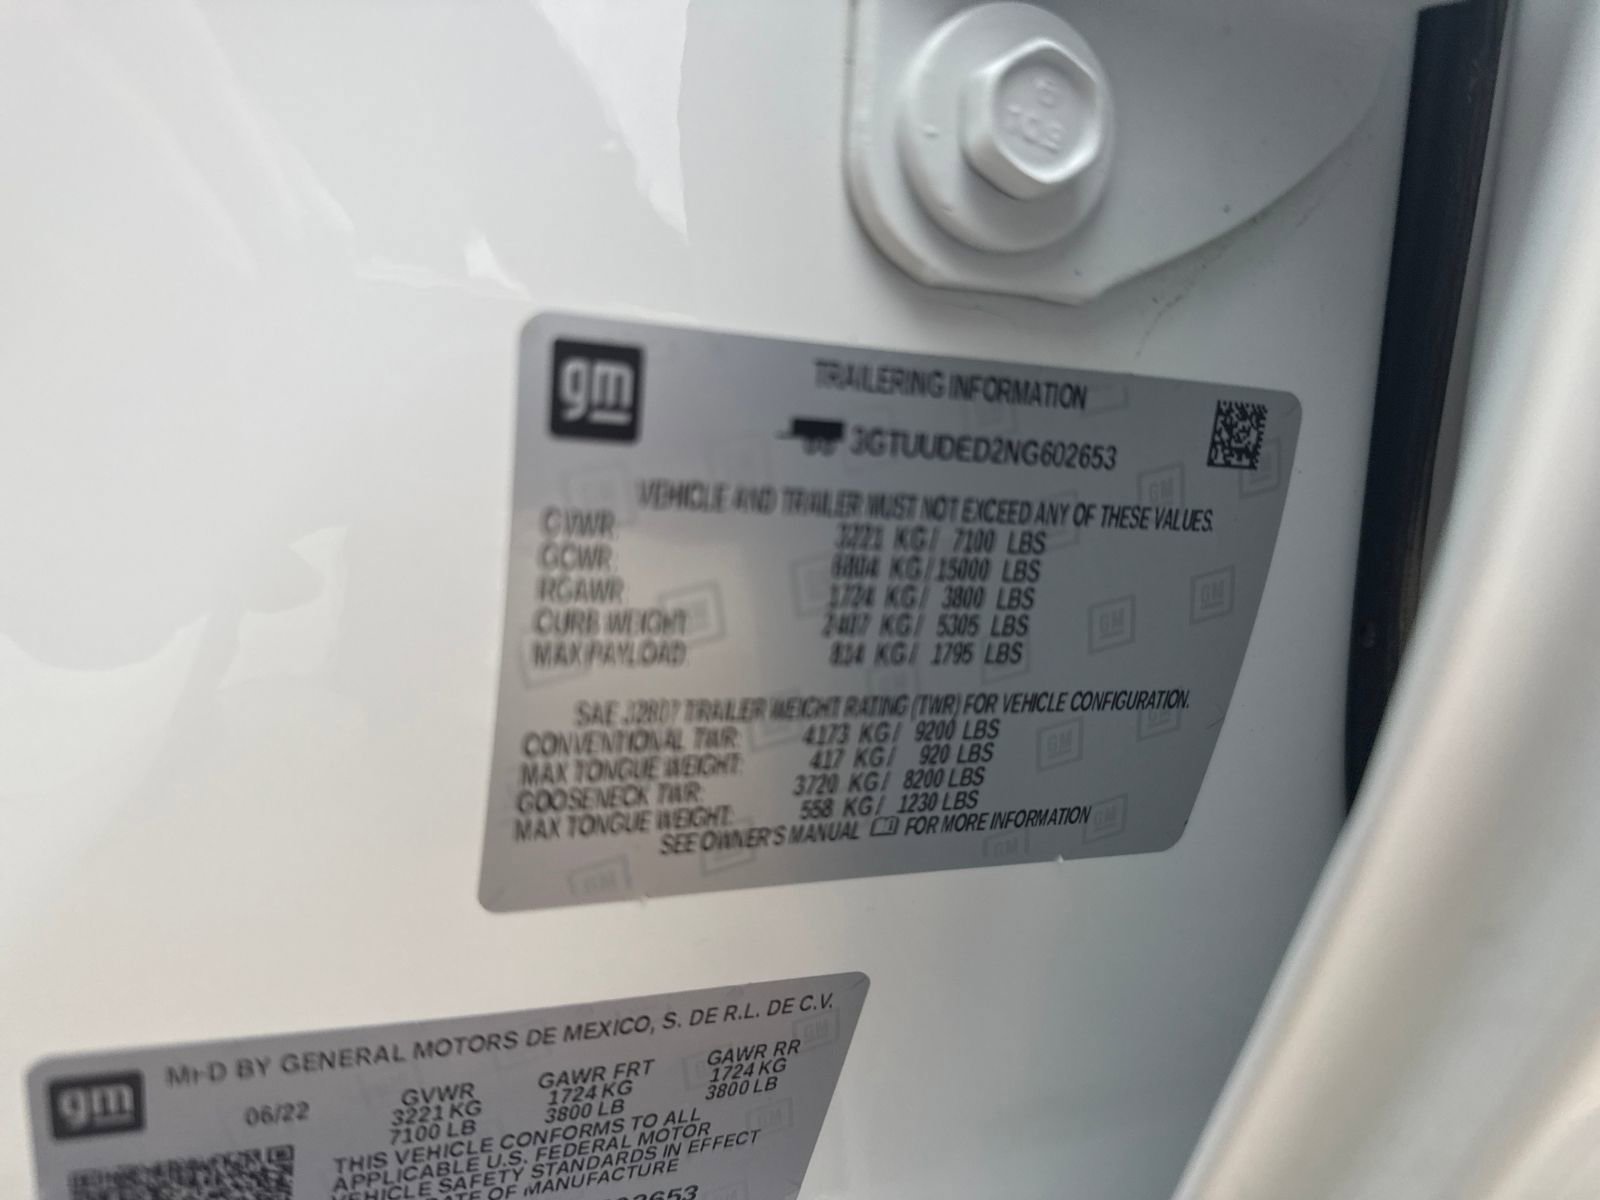 10.9
gm
TRAILERING INFORMATION
3GTUUDED2NG602653
VEHICLE AND TRAILER MUST NOT EXCEED ANY OF THESE VALUES.
GVWR: 3221 KG/ 7100 LBS
GCWR: 6804 KG/15000 LBS
RGAWR: 1724 KG/ 3800 LBS
CURB WEIGHT: 2407 KG/ 5305 LBS
MAX PAYLOAD: 814 KG/ 1795 LBS
SAE J2807 TRAILER WEIGHT RATING (TWR) FOR VEHICLE CONFIGURATION.
CONVENTIONAL TWR: 4173 KG/ 9200 LBS
MAX TONGUE WEIGHT: 417 KG/ 920 LBS
GOOSENECK TWR: 3720 KG/ 8200 LBS
MAX TONGUE WEIGHT: 558 KG/ 1230 LBS
SEE OWNER'S MANUAL FOR MORE INFORMATION
gm
MFD BY GENERAL MOTORS DE MEXICO, S. DE R.L. DE C.V.
06/22
GVWR GAWR FRT GAWR RR
3221 KG 1724 KG 1724 KG
7100 LB 3800 LB 3800 LB
THIS VEHICLE CONFORMS TO ALL
APPLICABLE U.S. FEDERAL MOTOR
VEHICLE SAFETY STANDARDS IN EFFECT
DATE OF MANUFACTURE